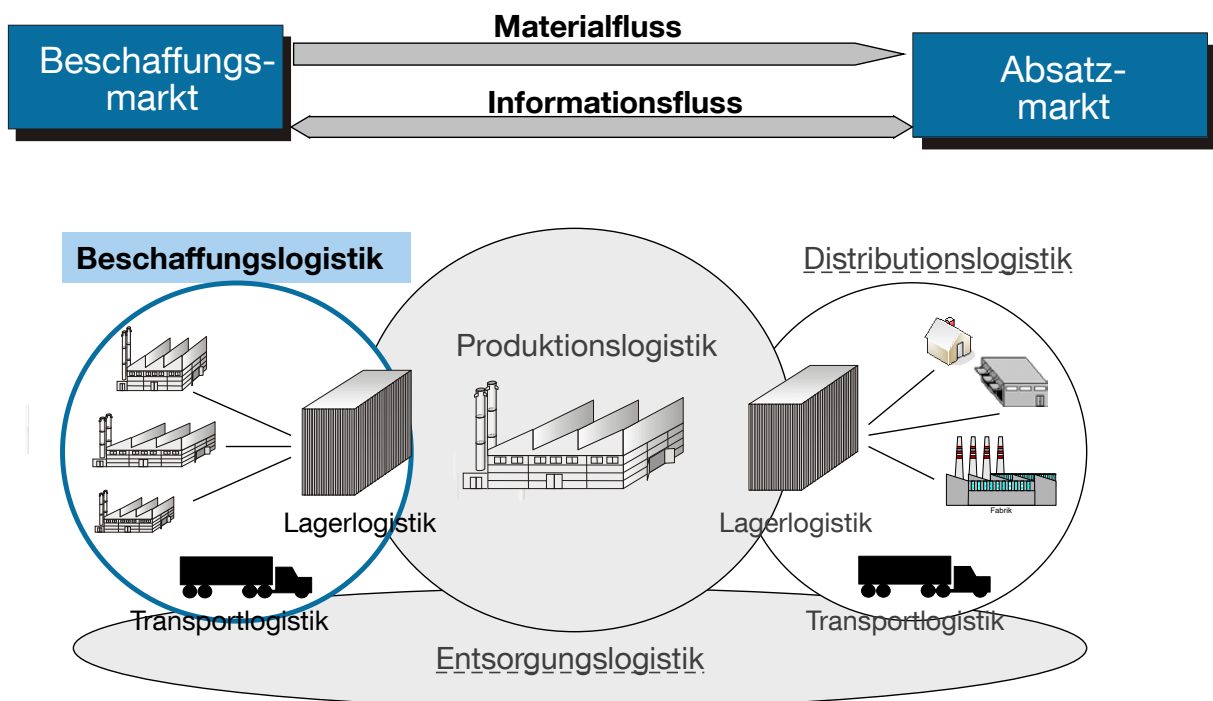 Materialfluss
Beschaffungs-
markt
Absatz-
markt
Informationsfluss
Beschaffungslogistik
Distributionslogistik
Produktionslogistik
Fabrik
Lagerlogistik
Lagerlogistik
Transportlogistik
Transportlogistik
Entsorgungslogistik